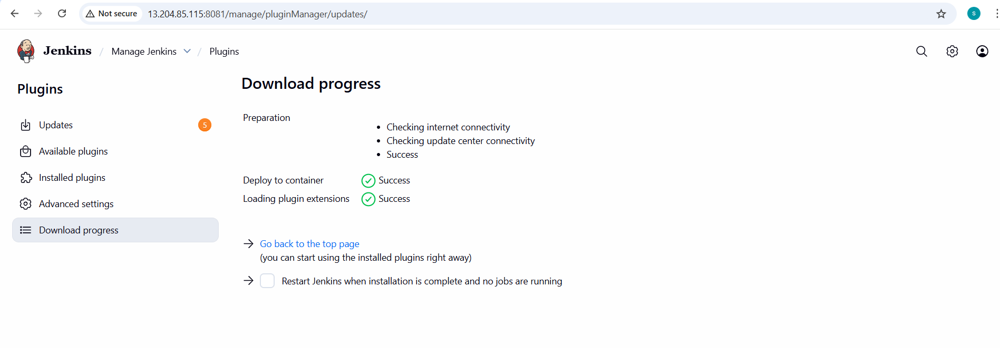 Not secure 13.204.85.115:8081/manage/pluginManager/updates/ S
Jenkins / Manage Jenkins / Plugins
Plugins
Updates 5
Available plugins
Installed plugins
Advanced settings
Download progress
Download progress
Preparation
• Checking internet connectivity
• Checking update center connectivity
• Success
Deploy to container Success
Loading plugin extensions Success
→ Go back to the top page
(you can start using the installed plugins right away)
→ Restart Jenkins when installation is complete and no jobs are running